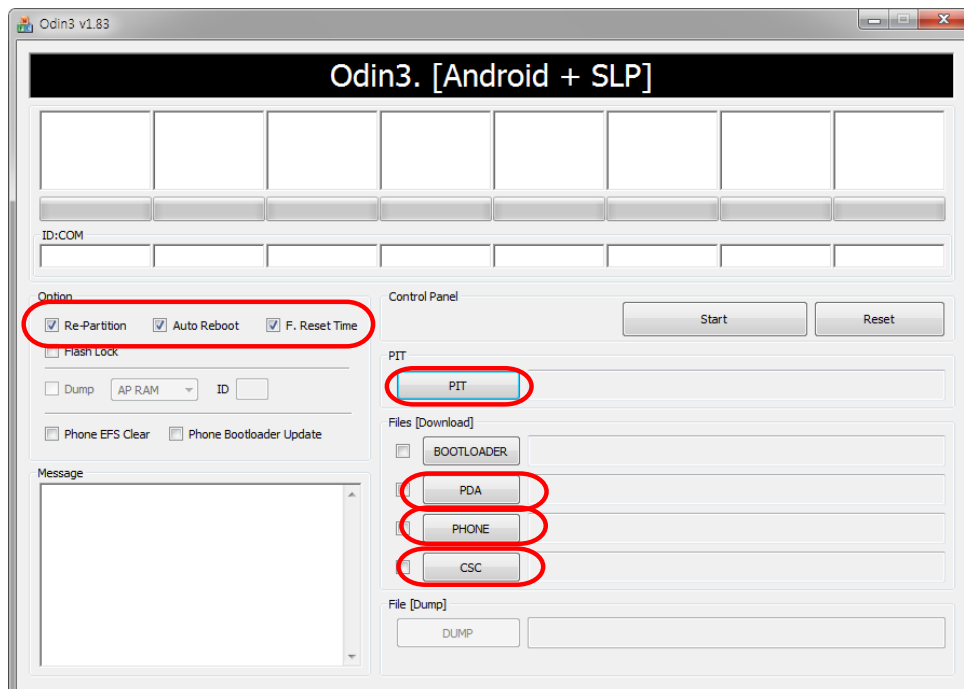 Odin3 v1.83
Odin3. [Android + SLP]
ID:COM
Option
Re-Partition Auto Reboot F. Reset Time
Flash Lock
Dump AP RAM ID
Phone EFS Clear Phone Bootloader Update
Message
Control Panel
Start Reset
PIT
PIT
Files [Download]
BOOTLOADER
PDA
PHONE
CSC
File [Dump]
DUMP